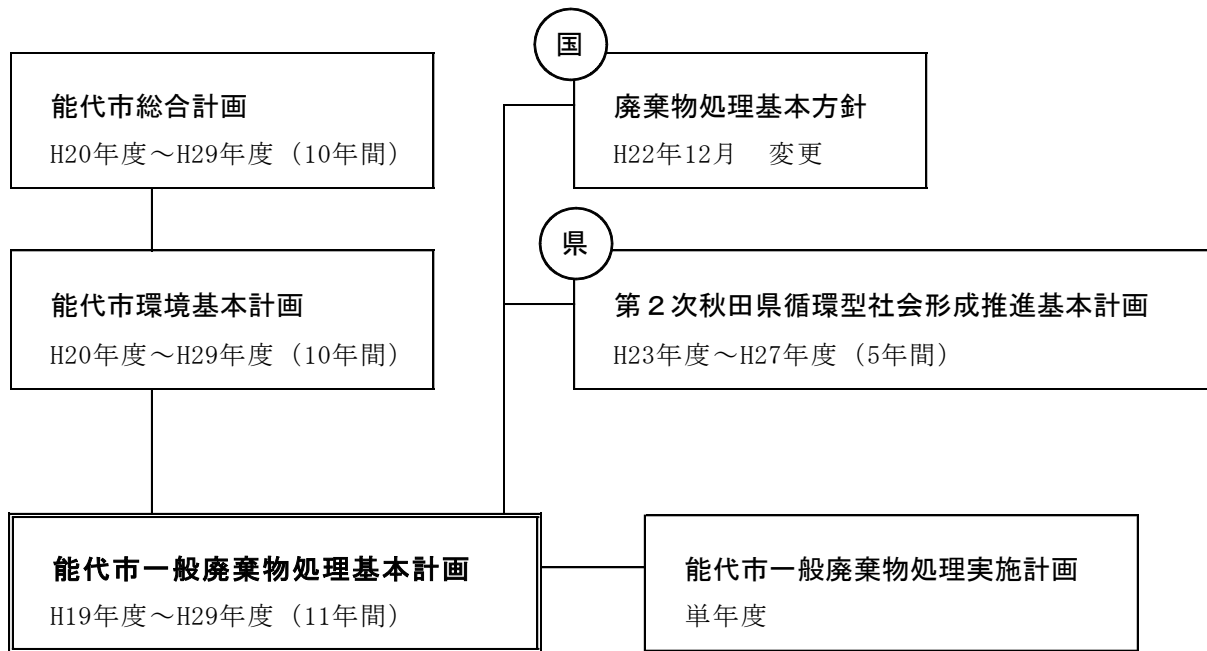 国
能代市総合計画
H20年度～H29年度（10年間）
廃棄物処理基本方針
H22年12月　変更
県
能代市環境基本計画
H20年度～H29年度（10年間）
第２次秋田県循環型社会形成推進基本計画
H23年度～H27年度（5年間）
能代市一般廃棄物処理基本計画
H19年度～H29年度（11年間）
能代市一般廃棄物処理実施計画
単年度